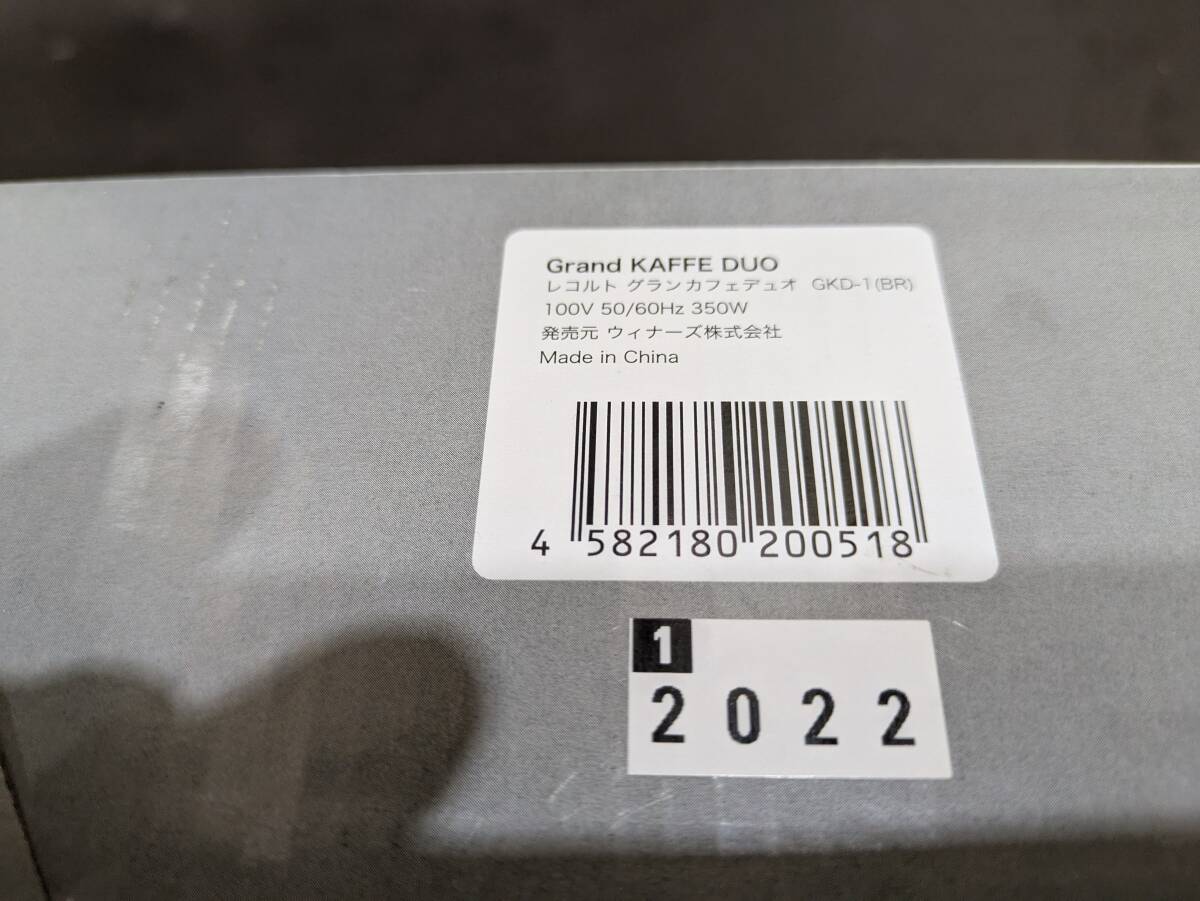 Grand KAFFE DUO
レコルト グランカフェデュオ GKD-1(BR)
100V 50/60Hz 350W
発売元 ウィナーズ株式会社
Made in China
4 582180 200518
1
2022